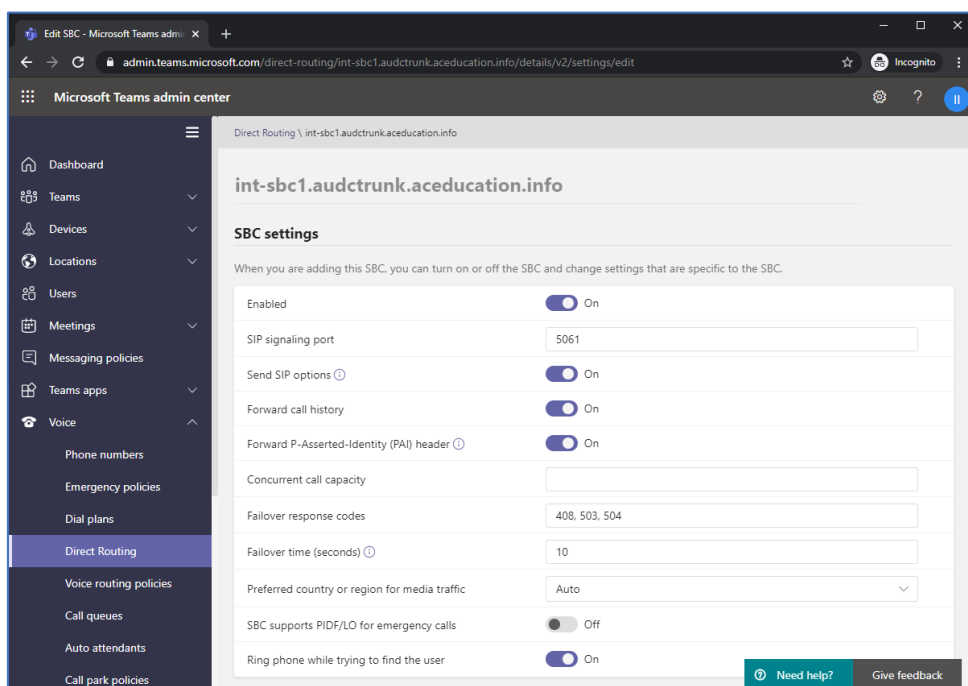 Edit SBC - Microsoft Teams admi
admin.teams.microsoft.com/direct-routing/int-sbc1.audctrunk.aceducation.info/details/v2/settings/edit
Incognito
Microsoft Teams admin center
?
II
Dashboard
Teams
Devices
Locations
Users
Meetings
Messaging policies
Teams apps
Voice
Phone numbers
Emergency policies
Dial plans
Direct Routing
Voice routing policies
Call queues
Auto attendants
Call park policies
Direct Routing \ int-sbc1.audctrunk.aceducation.info
int-sbc1.audctrunk.aceducation.info
SBC settings
When you are adding this SBC, you can turn on or off the SBC and change settings that are specific to the SBC.
Enabled On
SIP signaling port 5061
Send SIP options On
Forward call history On
Forward P-Asserted-Identity (PAI) header On
Concurrent call capacity
Failover response codes 408, 503, 504
Failover time (seconds) 10
Preferred country or region for media traffic Auto
SBC supports PIDF/LO for emergency calls Off
Ring phone while trying to find the user On
Need help? Give feedback